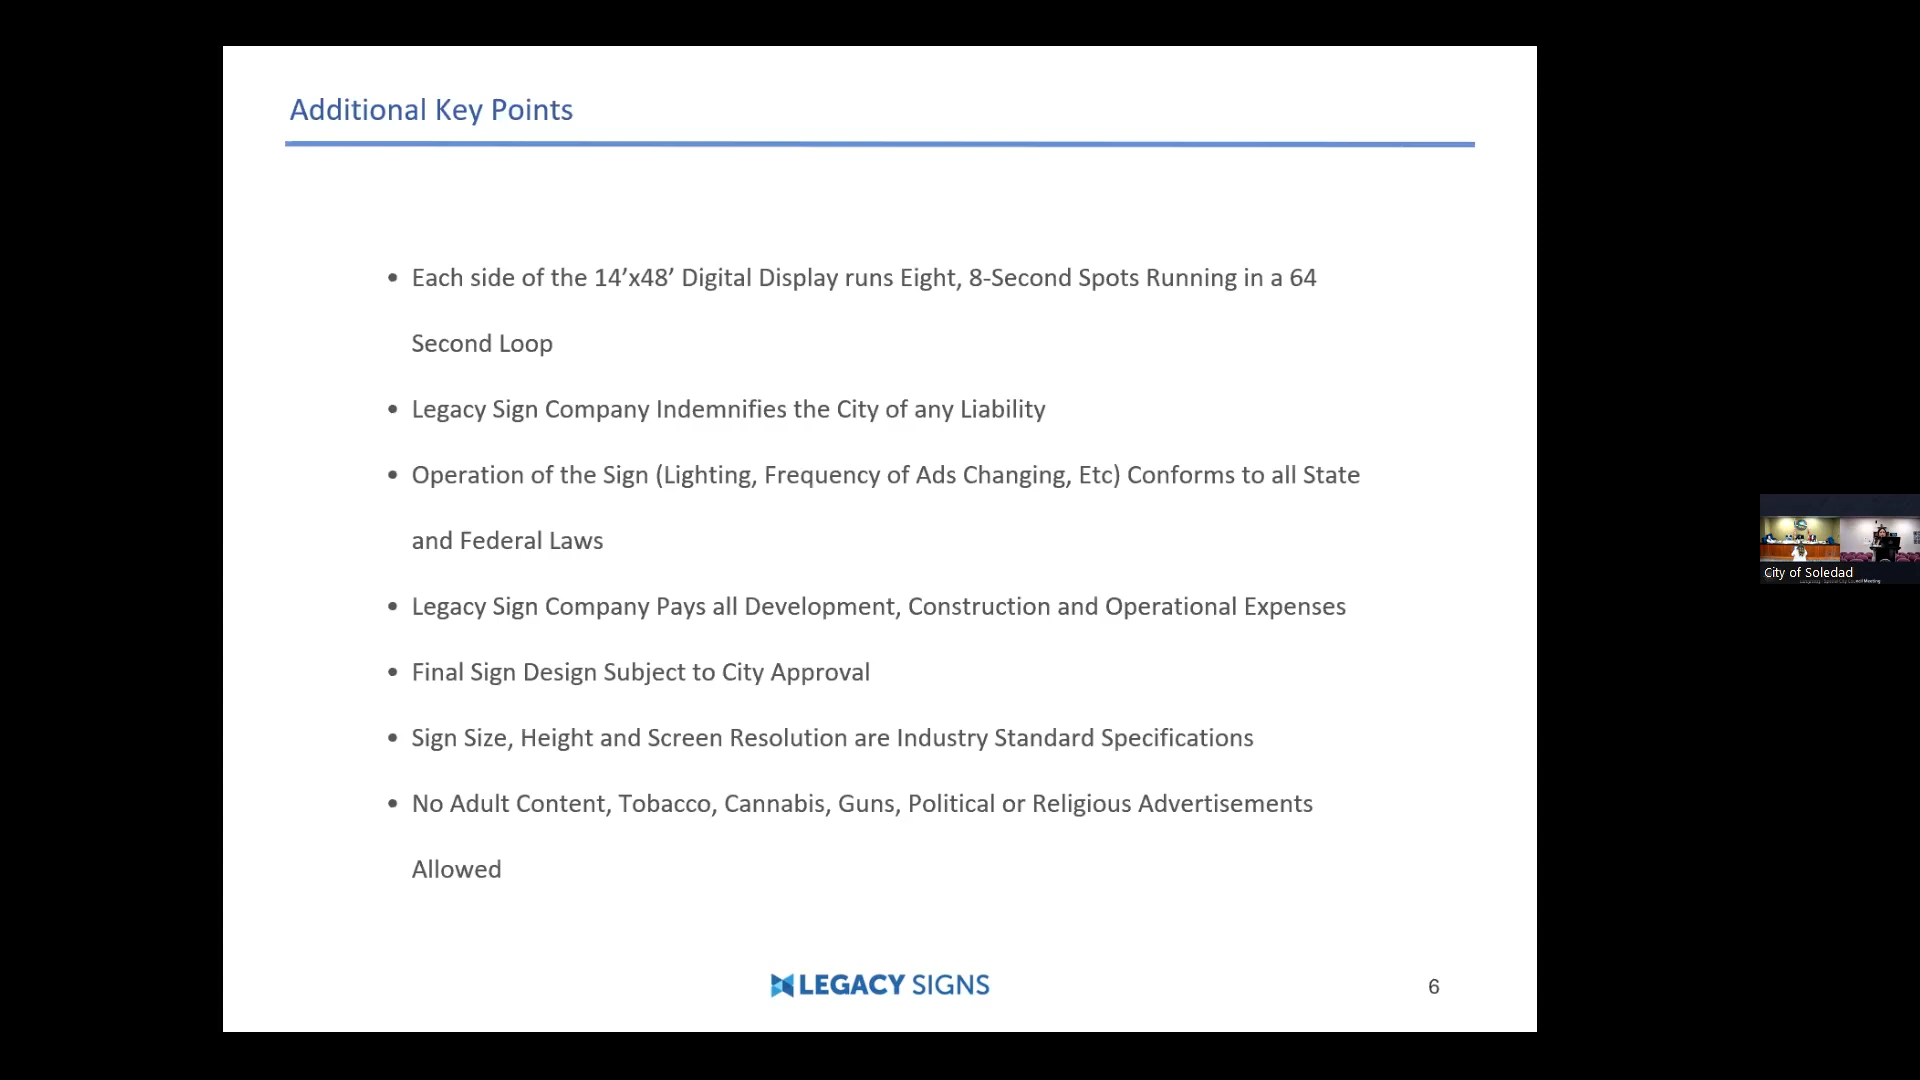 Additional Key Points
• Each side of the 14’x48’ Digital Display runs Eight, 8-Second Spots Running in a 64
Second Loop
• Legacy Sign Company Indemnifies the City of any Liability
• Operation of the Sign (Lighting, Frequency of Ads Changing, Etc) Conforms to all State
and Federal Laws
• Legacy Sign Company Pays all Development, Construction and Operational Expenses
• Final Sign Design Subject to City Approval
• Sign Size, Height and Screen Resolution are Industry Standard Specifications
• No Adult Content, Tobacco, Cannabis, Guns, Political or Religious Advertisements
Allowed
LEGACY SIGNS
6
City of Soledad